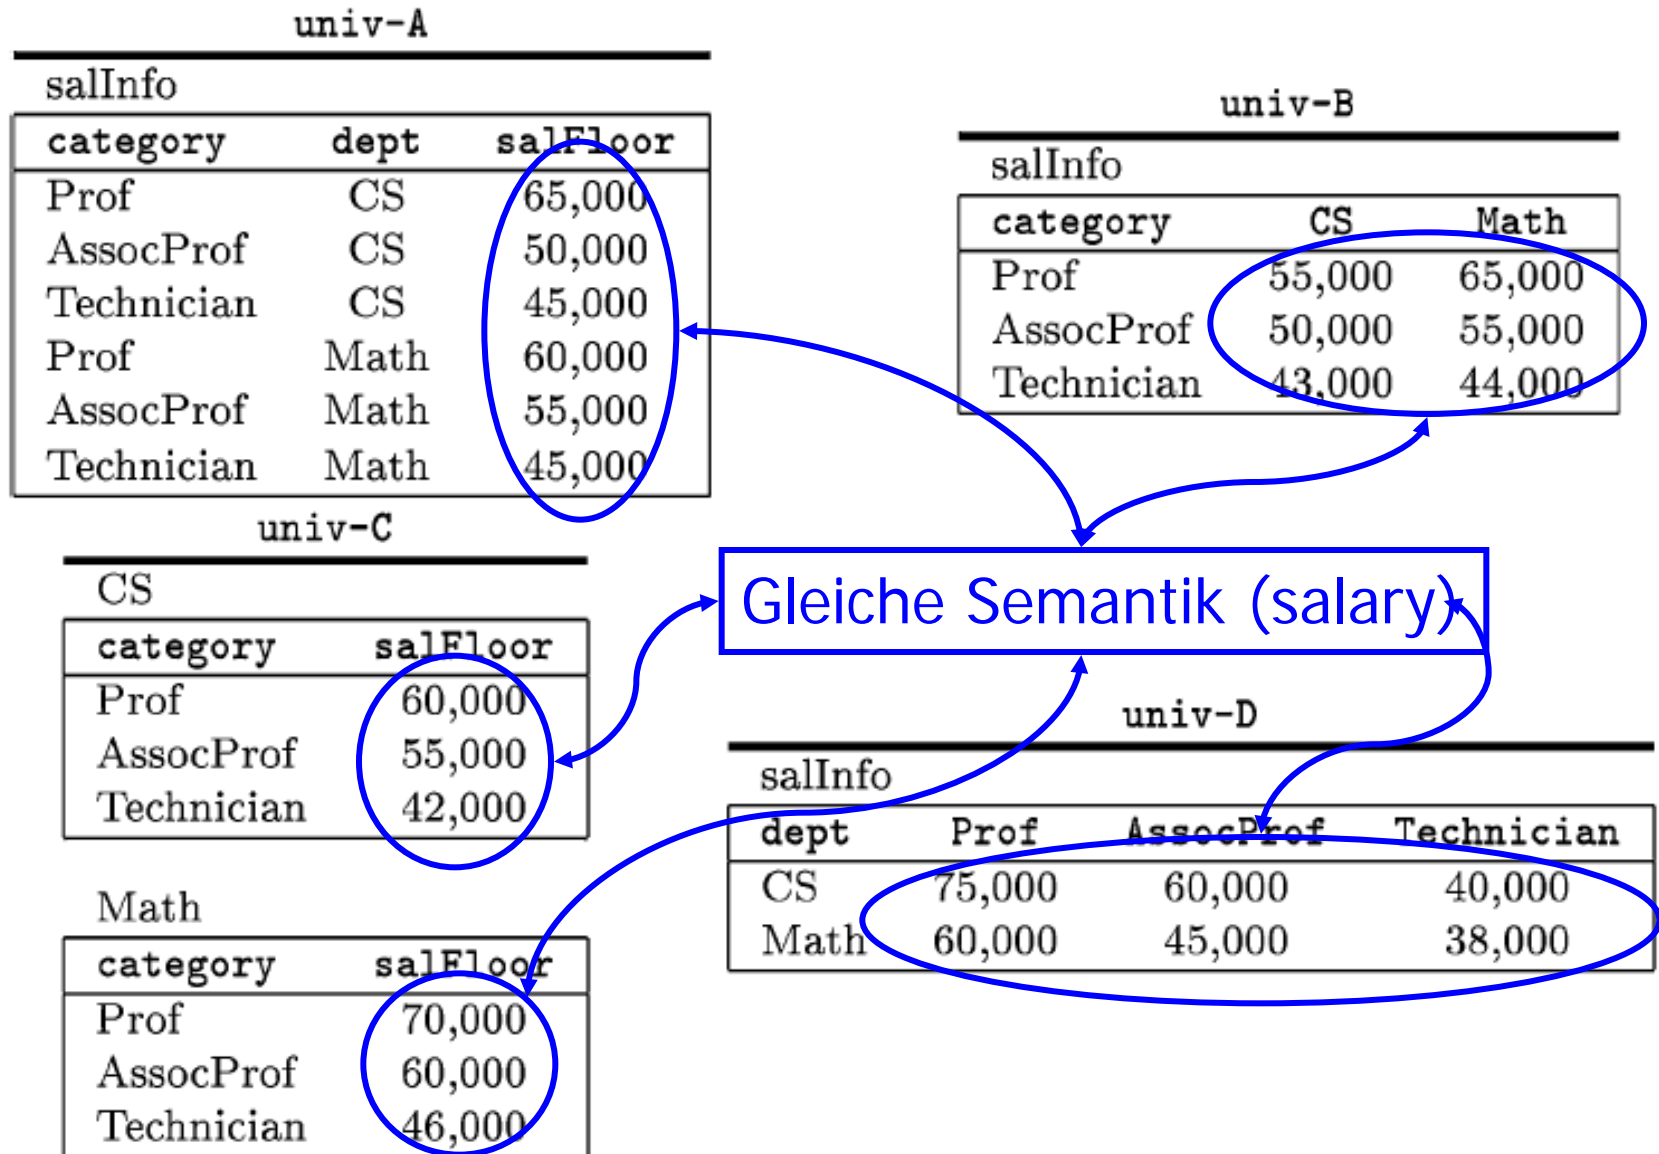 univ-A
salInfo
category dept salFloor
Prof CS 65,000
AssocProf CS 50,000
Technician CS 45,000
Prof Math 60,000
AssocProf Math 55,000
Technician Math 45,000
univ-B
salInfo
category CS Math
Prof 55,000 65,000
AssocProf 50,000 55,000
Technician 43,000 44,000
univ-C
CS
category salFloor
Prof 60,000
AssocProf 55,000
Technician 42,000
Math
category salFloor
Prof 70,000
AssocProf 60,000
Technician 46,000
Gleiche Semantik (salary)
univ-D
salInfo
dept Prof AssocProf Technician
CS 75,000 60,000 40,000
Math 60,000 45,000 38,000